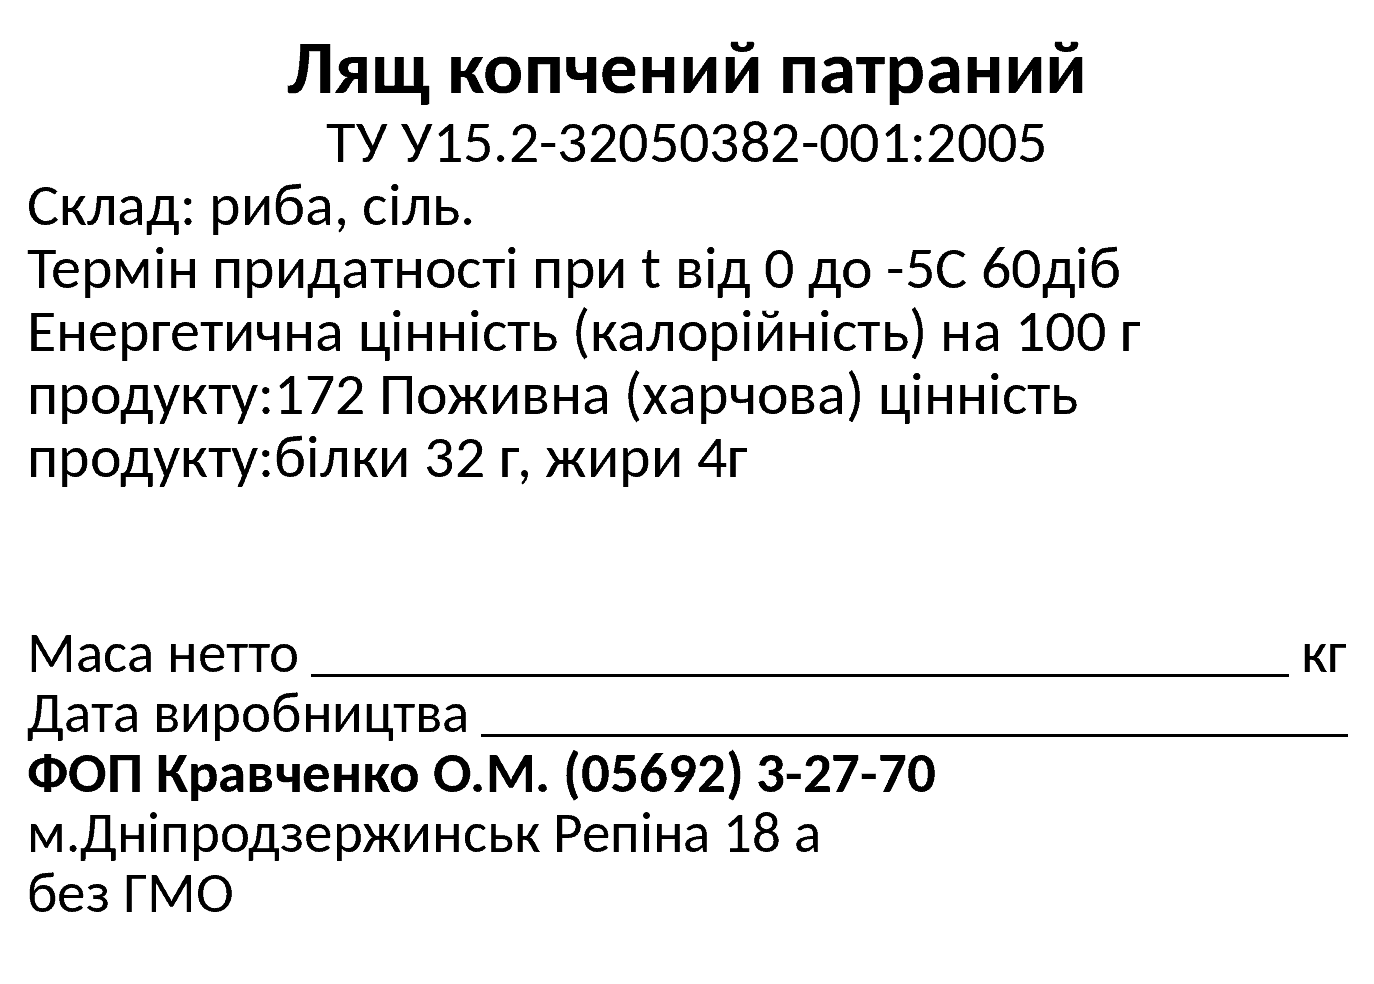 Лящ копчений патраний
ТУ У15.2-32050382-001:2005
Склад: риба, сіль.
Термін придатності при t від 0 до -5С 60діб
Енергетична цінність (калорійність) на 100 г
продукту:172 Поживна (харчова) цінність
продукту:білки 32 г, жири 4г
Маса нетто ______________________________ кг
Дата виробництва ___________________________
ФОП Кравченко О.М. (05692) 3-27-70
м.Дніпродзержинськ Репіна 18 а
без ГМО